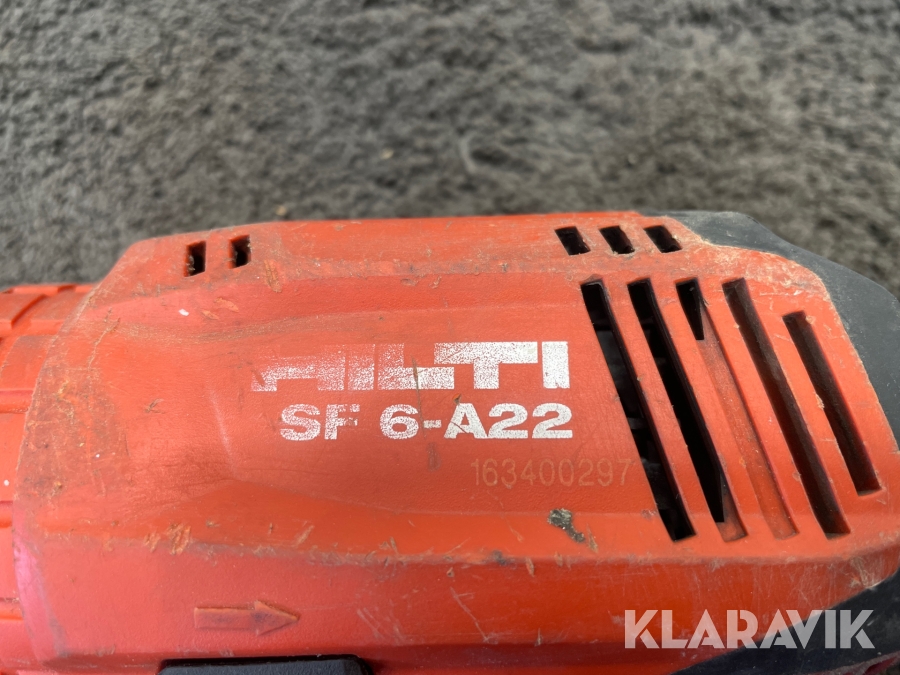 HILTI
SF 6-A22
163400297
KLARAVIK